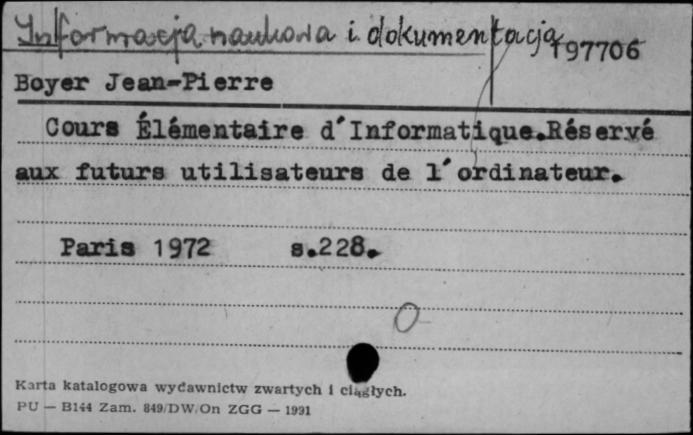 Informacja naukowa i dokumentacja
197706
Boyer Jean-Pierre
Cours Élémentaire d'Informatique.Réservé
aux futurs utilisateurs de l'ordinateur.
Paris 1972 s.228.
0
Karta katalogowa wydawnictw zwartych i ciągłych.
PU — B144 Zam. 849/DW/On ZGG — 1991